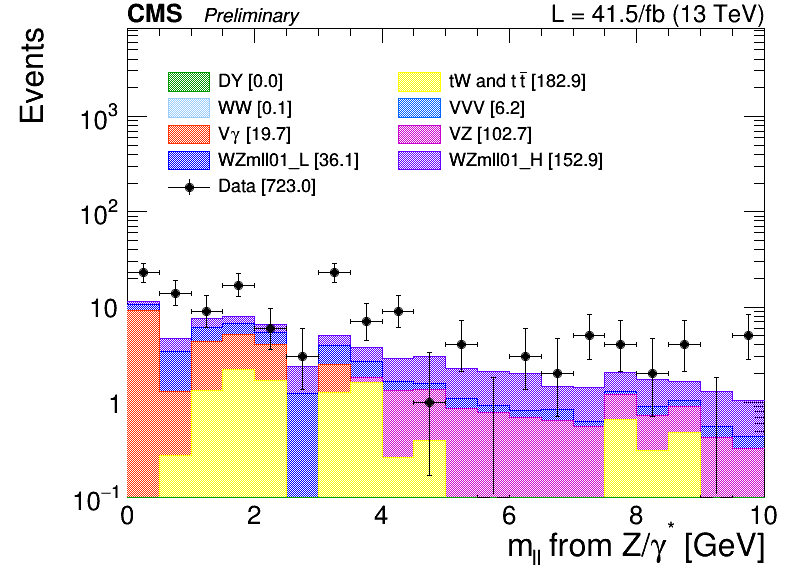 CMS Preliminary L = 41.5/fb (13 TeV)
Events
DY [0.0]
tW and tt̅ [182.9]
WW [0.1]
VVV [6.2]
Vγ [19.7]
VZ [102.7]
WZmll01_L [36.1]
WZmll01_H [152.9]
Data [723.0]
10³
10²
10
1
10⁻¹
0 2 4 6 8 10
m_ll from Z/γ* [GeV]